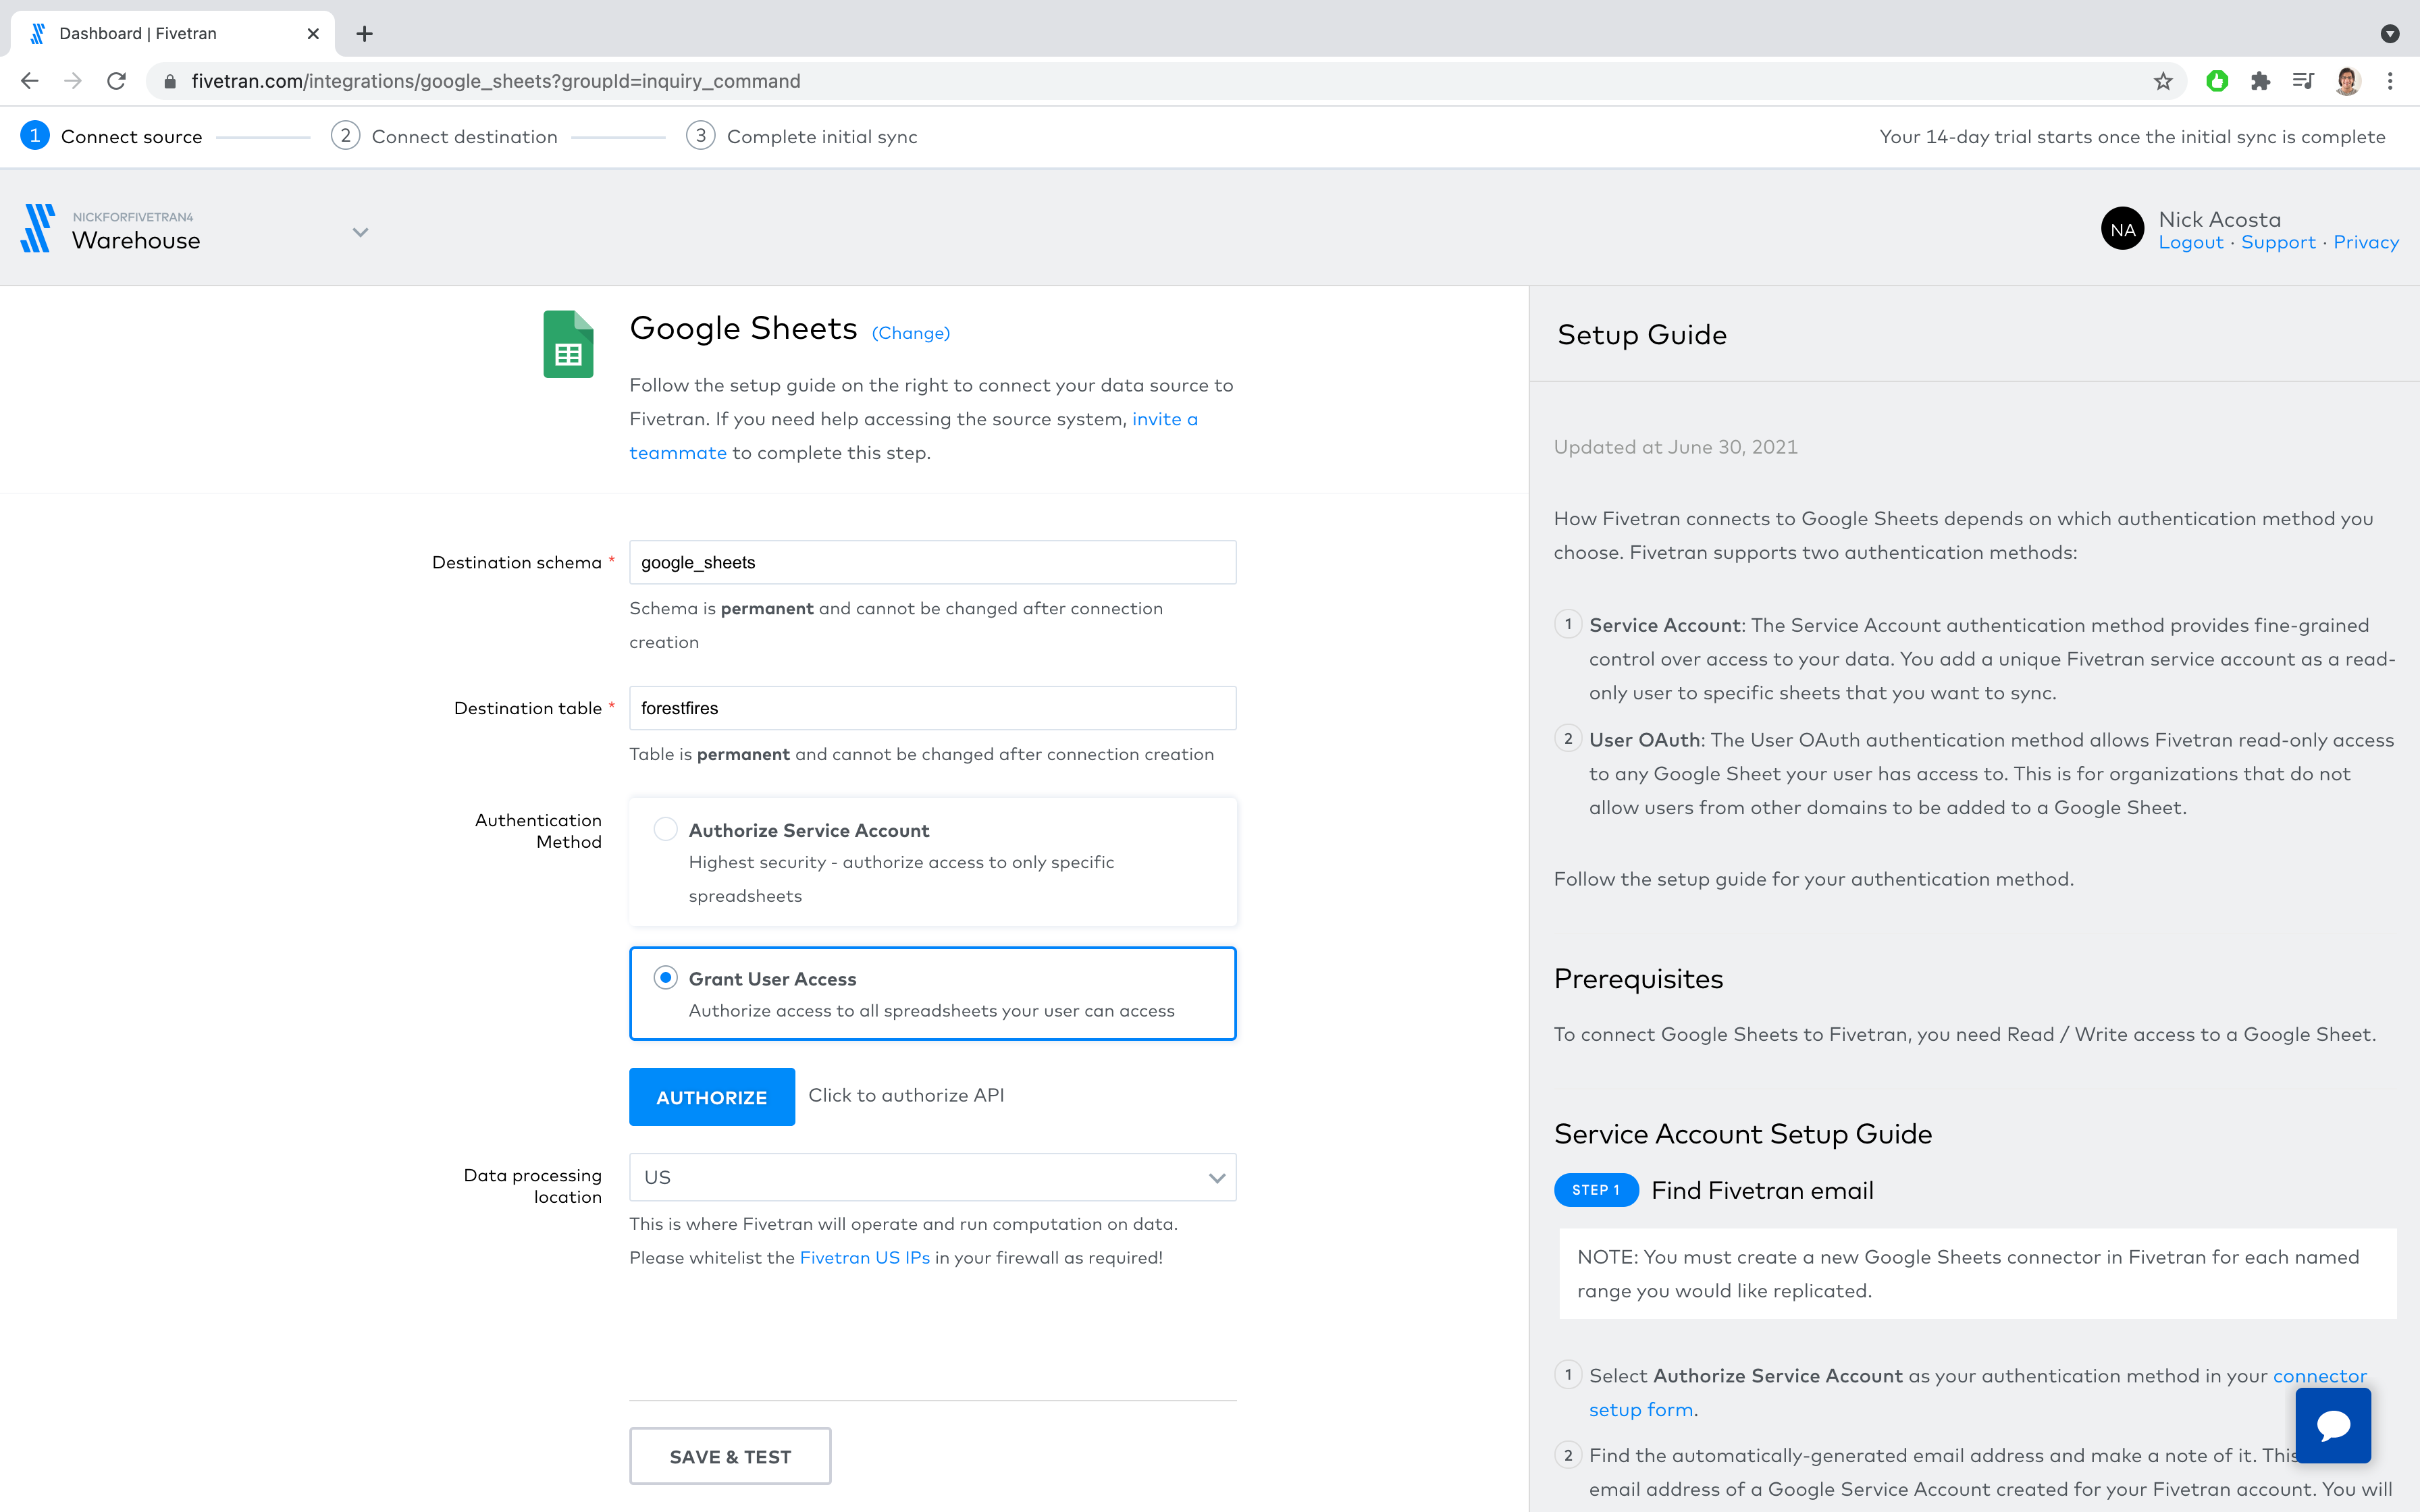 Dashboard | Fivetran
fivetran.com/integrations/google_sheets?groupId=inquiry_command
1 Connect source
2 Connect destination
3 Complete initial sync
Your 14-day trial starts once the initial sync is complete
NICKFORFIVETRAN4
Warehouse
NA
Nick Acosta
Logout · Support · Privacy
Google Sheets (Change)
Follow the setup guide on the right to connect your data source to
Fivetran. If you need help accessing the source system, invite a
teammate to complete this step.
Destination schema *
google_sheets
Schema is permanent and cannot be changed after connection
creation
Destination table *
forestfires
Table is permanent and cannot be changed after connection creation
Authentication
Method
Authorize Service Account
Highest security - authorize access to only specific
spreadsheets
Grant User Access
Authorize access to all spreadsheets your user can access
AUTHORIZE
Click to authorize API
Data processing
location
US
This is where Fivetran will operate and run computation on data.
Please whitelist the Fivetran US IPs in your firewall as required!
SAVE & TEST
Setup Guide
Updated at June 30, 2021
How Fivetran connects to Google Sheets depends on which authentication method you
choose. Fivetran supports two authentication methods:
1 Service Account: The Service Account authentication method provides fine-grained
control over access to your data. You add a unique Fivetran service account as a read-
only user to specific sheets that you want to sync.
2 User OAuth: The User OAuth authentication method allows Fivetran read-only access
to any Google Sheet your user has access to. This is for organizations that do not
allow users from other domains to be added to a Google Sheet.
Follow the setup guide for your authentication method.
Prerequisites
To connect Google Sheets to Fivetran, you need Read / Write access to a Google Sheet.
Service Account Setup Guide
STEP 1 Find Fivetran email
NOTE: You must create a new Google Sheets connector in Fivetran for each named
range you would like replicated.
1 Select Authorize Service Account as your authentication method in your connector
setup form.
2 Find the automatically-generated email address and make a note of it. This
email address of a Google Service Account created for your Fivetran account. You will